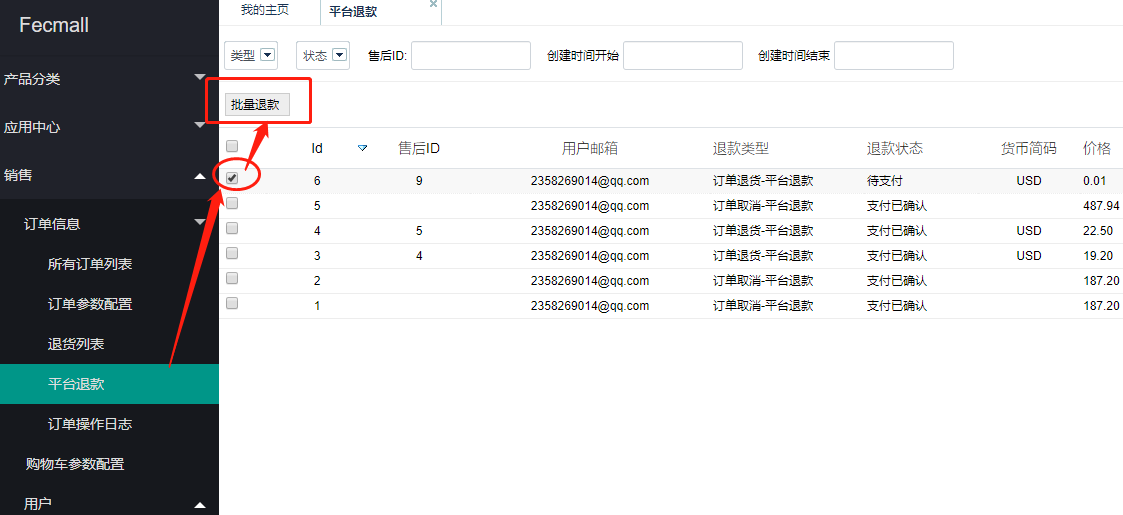 Fecmall
产品分类
应用中心
销售
订单信息
所有订单列表
订单参数配置
退货列表
平台退款
订单操作日志
购物车参数配置
用户
我的主页 平台退款
类型 状态 售后ID: 创建时间开始 创建时间结束
批量退款
Id 售后ID 用户邮箱 退款类型 退款状态 货币简码 价格
6 9 2358269014@qq.com 订单退货-平台退款 待支付 USD 0.01
5 2358269014@qq.com 订单取消-平台退款 支付已确认 487.94
4 5 2358269014@qq.com 订单退货-平台退款 支付已确认 USD 22.50
3 4 2358269014@qq.com 订单退货-平台退款 支付已确认 USD 19.20
2 2358269014@qq.com 订单取消-平台退款 支付已确认 187.20
1 2358269014@qq.com 订单取消-平台退款 支付已确认 187.20